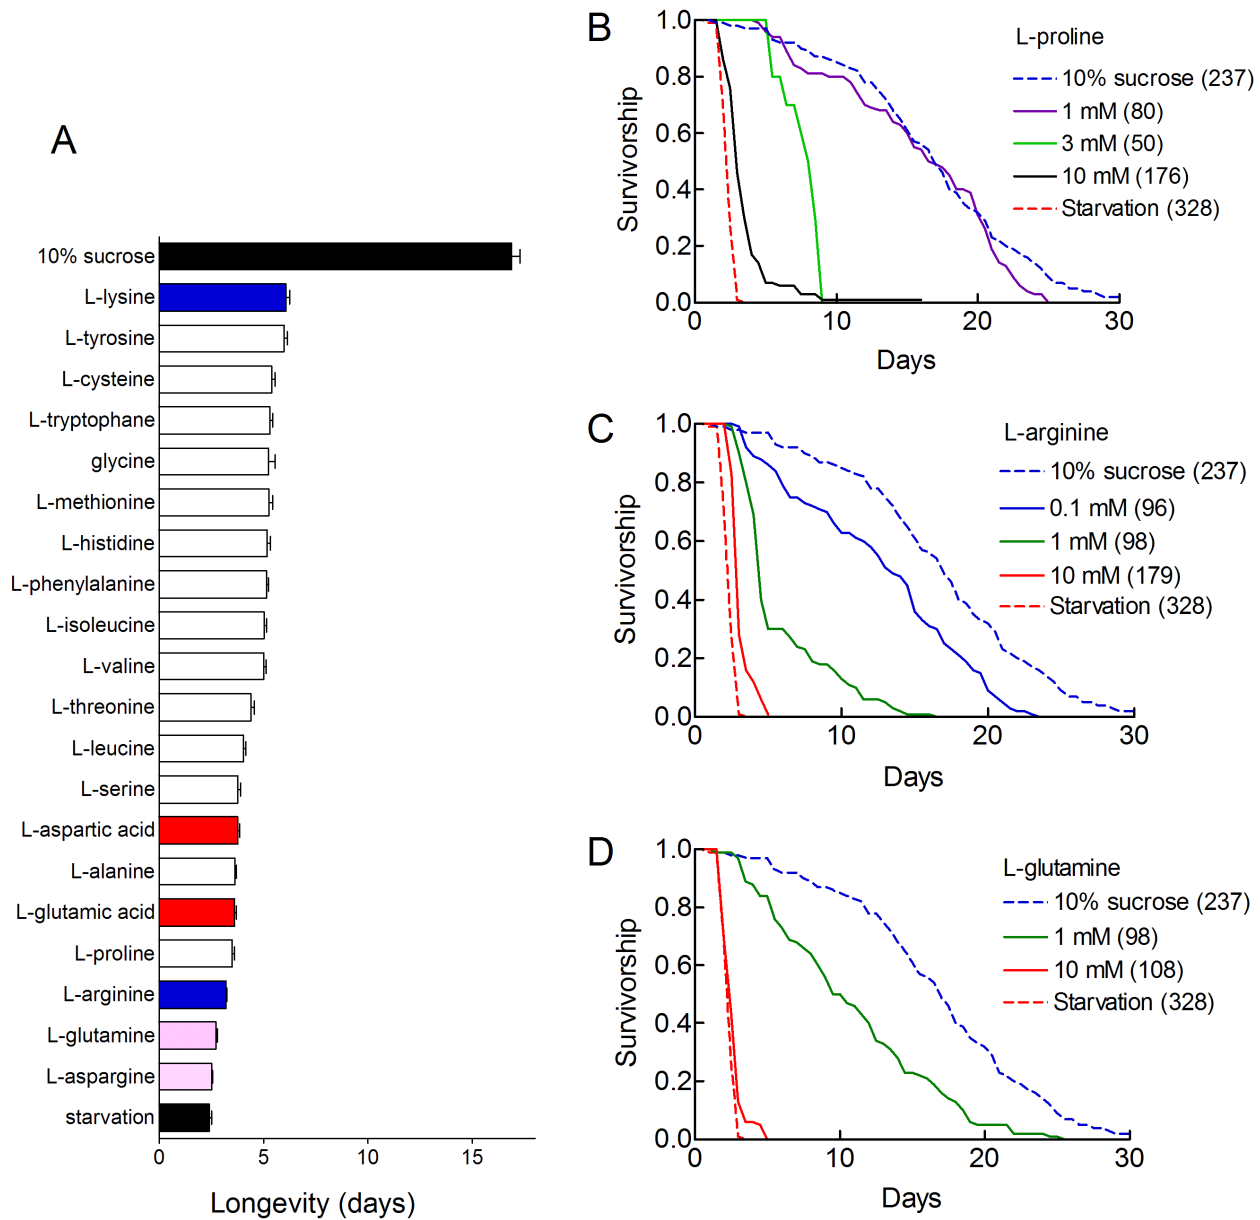 A
10% sucrose
L-lysine
L-tyrosine
L-cysteine
L-tryptophane
glycine
L-methionine
L-histidine
L-phenylalanine
L-isoleucine
L-valine
L-threonine
L-leucine
L-serine
L-aspartic acid
L-alanine
L-glutamic acid
L-proline
L-arginine
L-glutamine
L-aspargine
starvation
0 5 10 15
Longevity (days)
B
Survivorship
1.0
0.8
0.6
0.4
0.2
0.0
0 10 20 30
Days
L-proline
10% sucrose (237)
1 mM (80)
3 mM (50)
10 mM (176)
Starvation (328)
C
Survivorship
1.0
0.8
0.6
0.4
0.2
0.0
0 10 20 30
Days
L-arginine
10% sucrose (237)
0.1 mM (96)
1 mM (98)
10 mM (179)
Starvation (328)
D
Survivorship
1.0
0.8
0.6
0.4
0.2
0.0
0 10 20 30
Days
L-glutamine
10% sucrose (237)
1 mM (98)
10 mM (108)
Starvation (328)